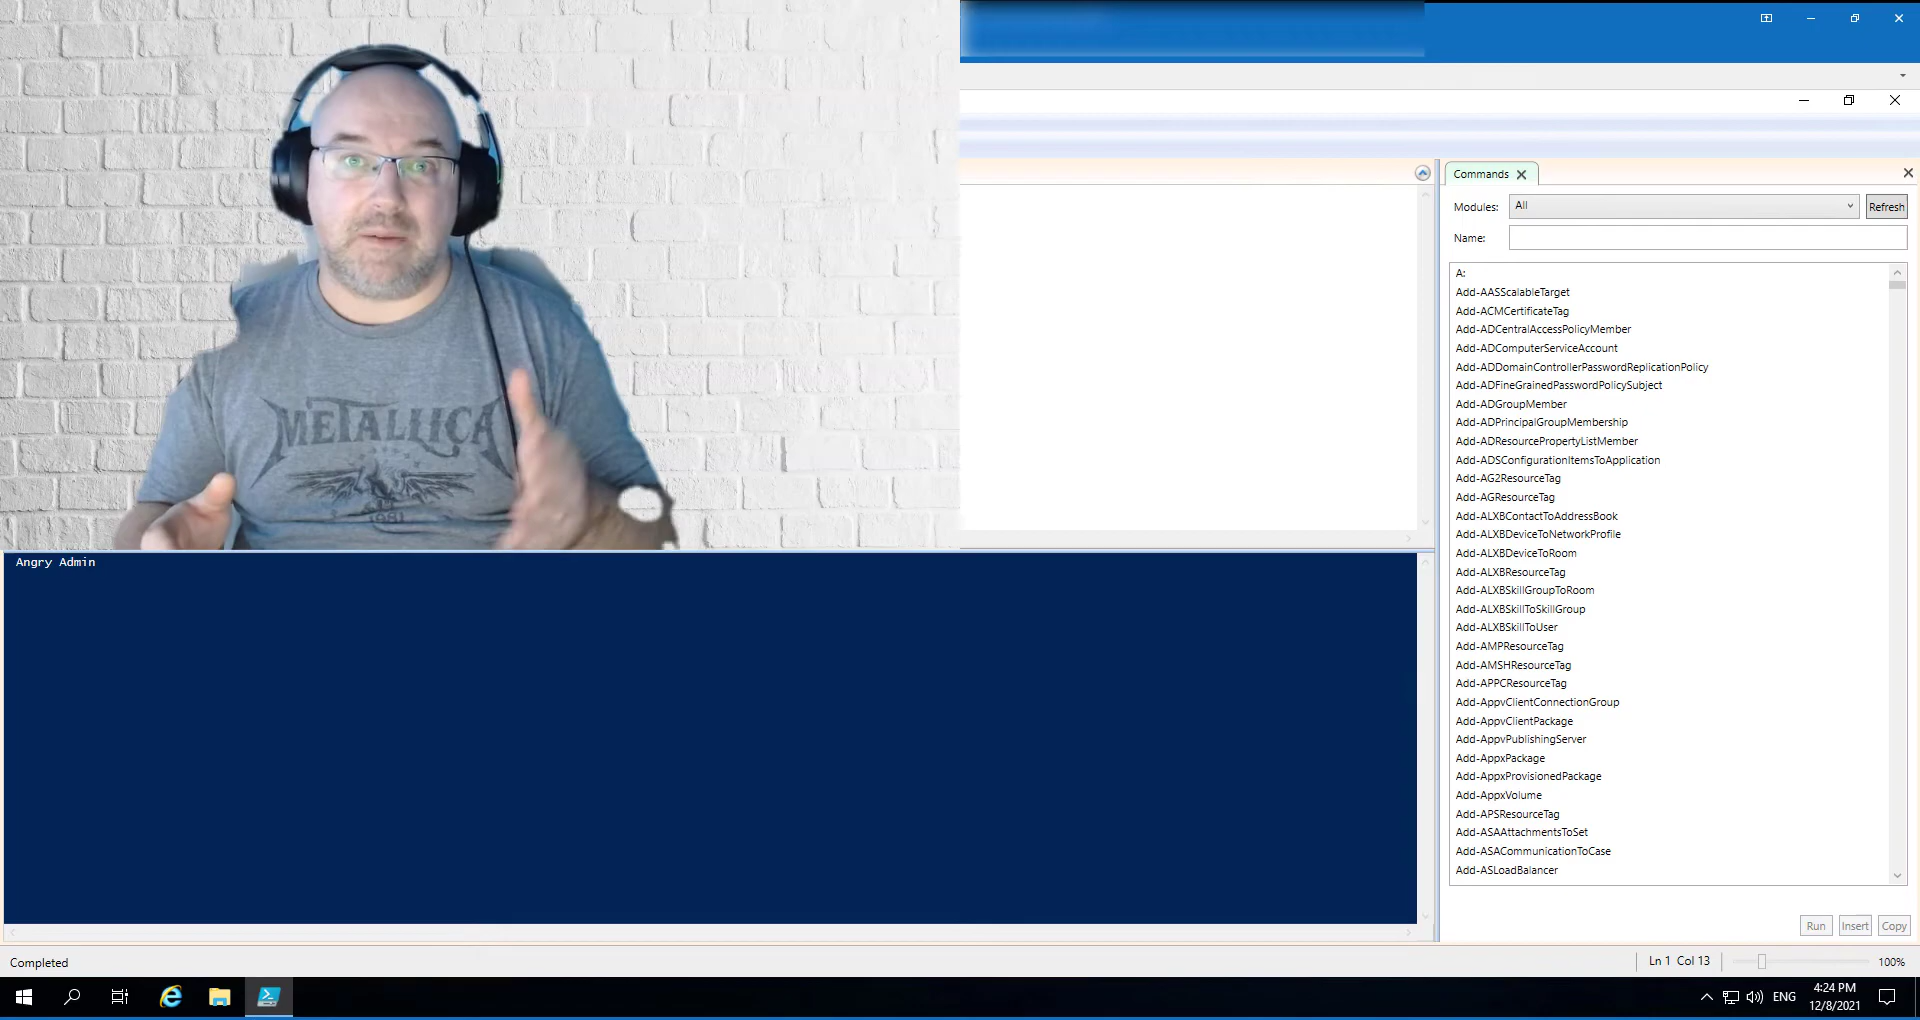 METALLICA
1981
Commands
Modules:
All
Refresh
Name:
A:
Add-AASScalableTarget
Add-ACMCertificateTag
Add-ADCentralAccessPolicyMember
Add-ADComputerServiceAccount
Add-ADDomainControllerPasswordReplicationPolicy
Add-ADFineGrainedPasswordPolicySubject
Add-ADGroupMember
Add-ADPrincipalGroupMembership
Add-ADResourcePropertyListMember
Add-ADSConfigurationItemsToApplication
Add-AG2ResourceTag
Add-AGResourceTag
Add-ALXBContactToAddressBook
Add-ALXBDeviceToNetworkProfile
Add-ALXBDeviceToRoom
Add-ALXBResourceTag
Add-ALXBSkillGroupToRoom
Add-ALXBSkillToSkillGroup
Add-ALXBSkillToUser
Add-AMPResourceTag
Add-AMSHResourceTag
Add-APPCResourceTag
Add-AppvClientConnectionGroup
Add-AppvClientPackage
Add-AppvPublishingServer
Add-AppxPackage
Add-AppxProvisionedPackage
Add-AppxVolume
Add-APSResourceTag
Add-ASAAttachmentsToSet
Add-ASACommunicationToCase
Add-ASLoadBalancer
Run Insert Copy
Angry Admin
Completed
Ln 1 Col 13
100%
ENG
4:24 PM
12/8/2021